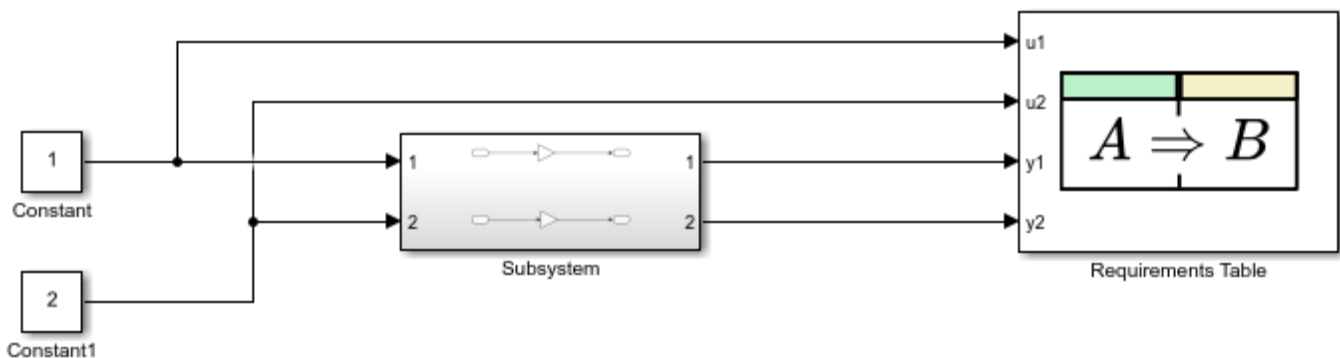 u1
u2
1
Constant
1
2
1
2
y1
A ⇒ B
y2
Subsystem
Requirements Table
2
Constant1